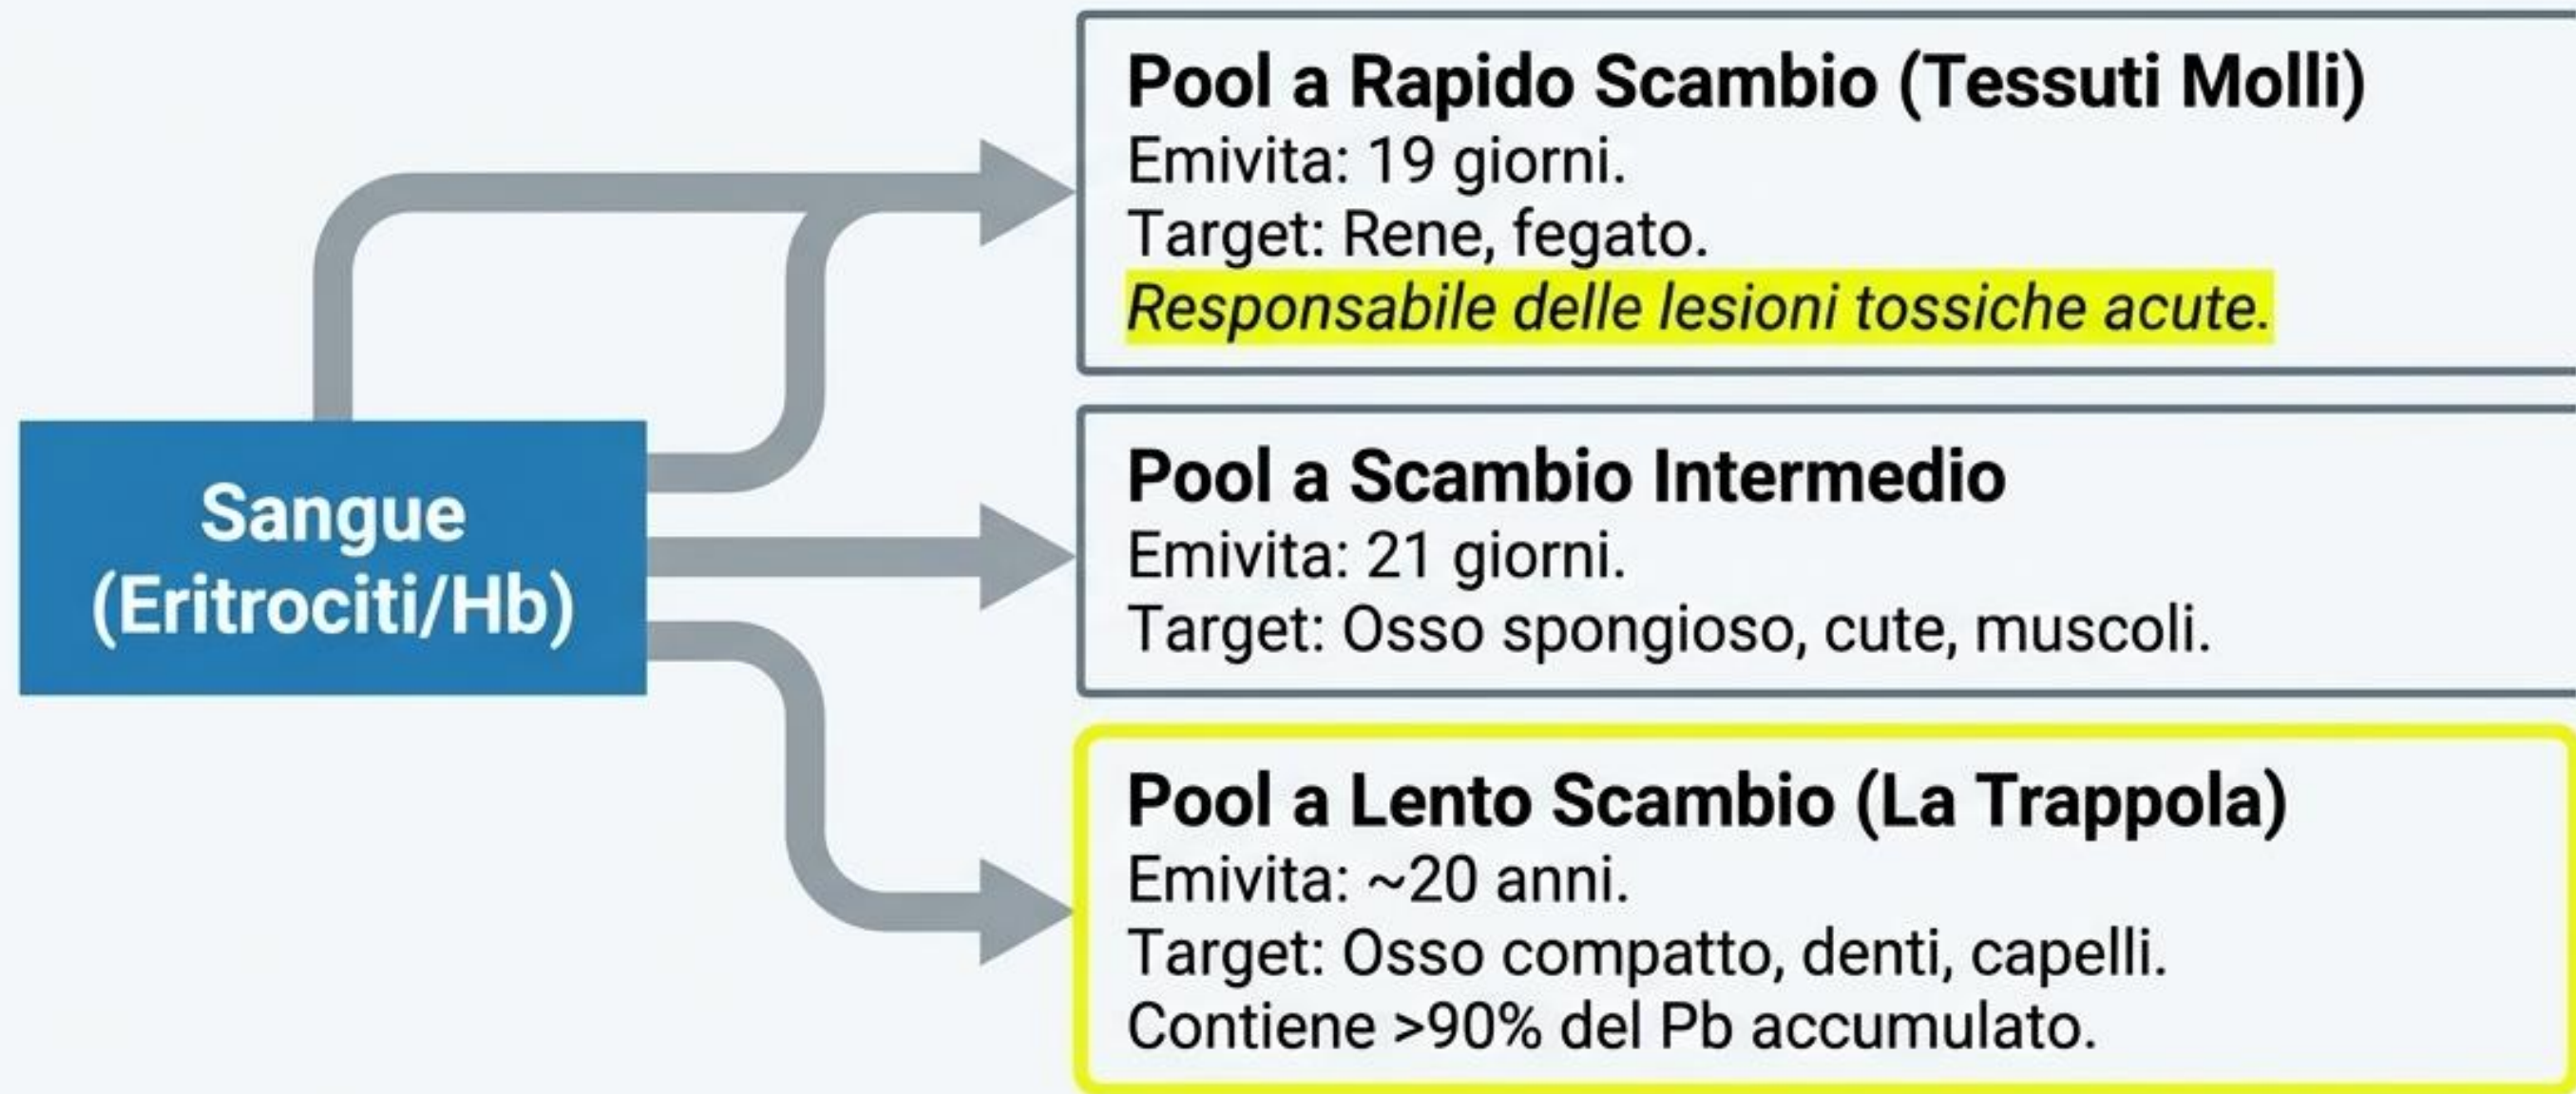 Pool a Rapido Scambio (Tessuti Molli)
Emivita: 19 giorni.
Target: Rene, fegato.
Responsabile delle lesioni tossiche acute.
Sangue
(Eritrociti/Hb)
Pool a Scambio Intermedio
Emivita: 21 giorni.
Target: Osso spongioso, cute, muscoli.
Pool a Lento Scambio (La Trappola)
Emivita: ~20 anni.
Target: Osso compatto, denti, capelli.
Contiene >90% del Pb accumulato.